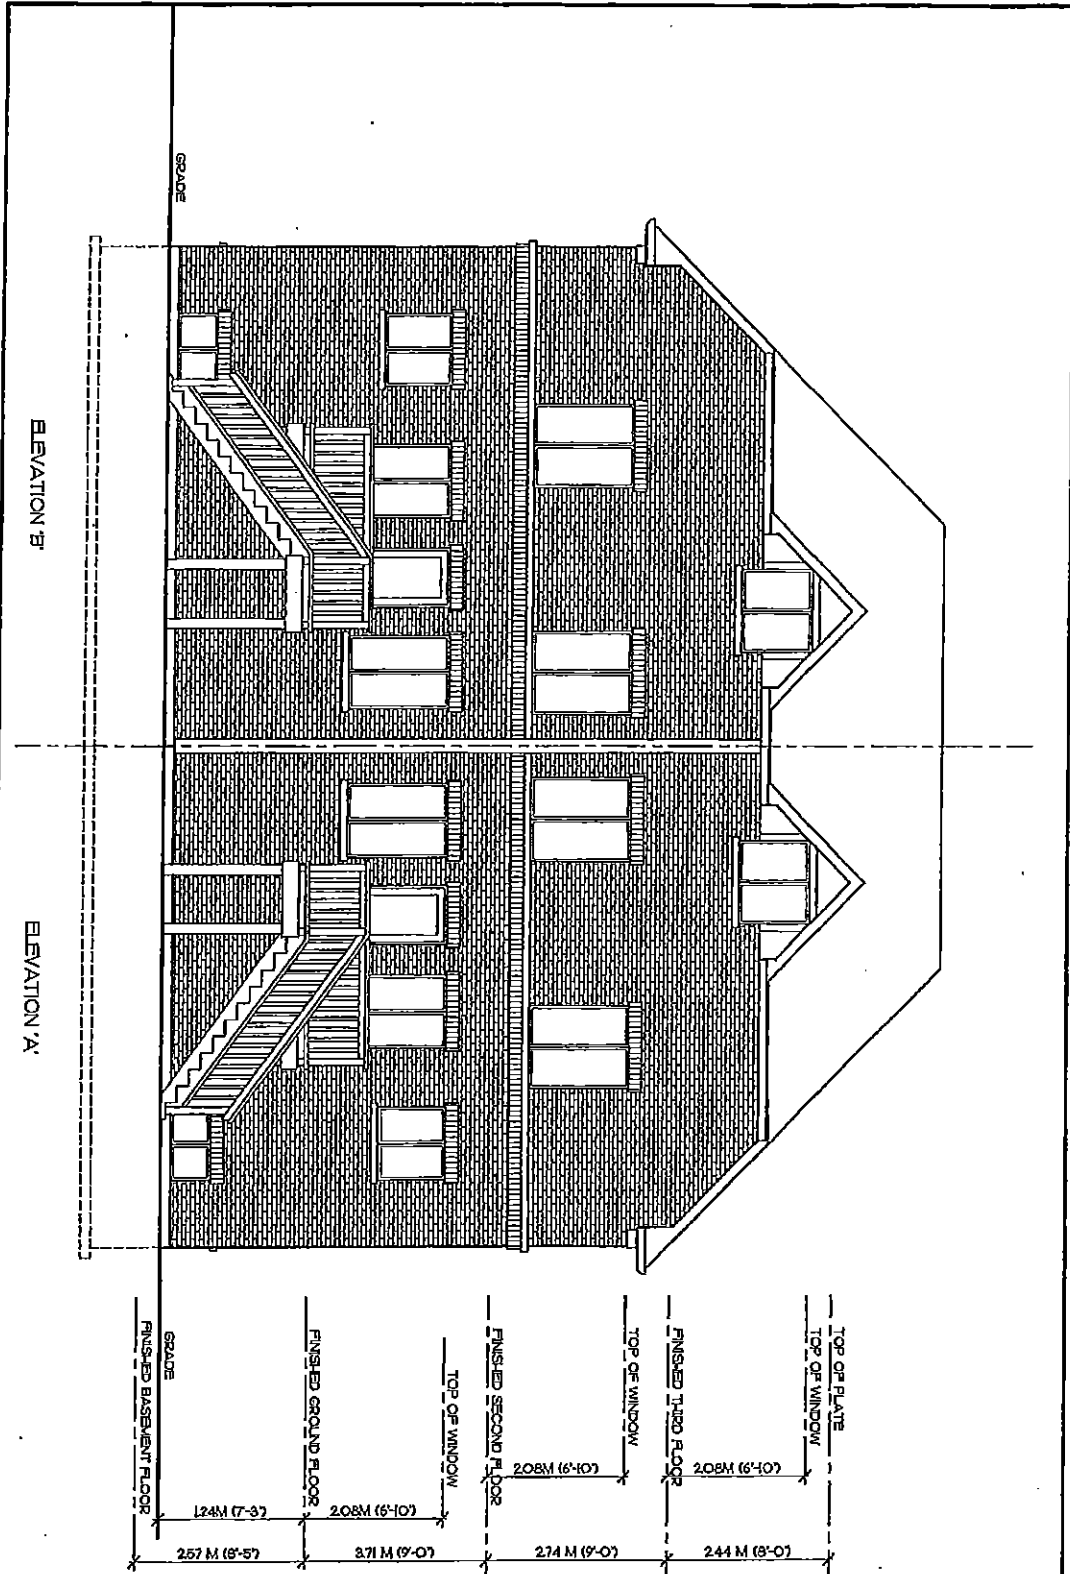 GRADE
ELEVATION 'B'
ELEVATION 'A'
TOP OF PLATE
TOP OF WINDOW
FINISHED THIRD FLOOR
TOP OF WINDOW
FINISHED SECOND FLOOR
TOP OF WINDOW
FINISHED GROUND FLOOR
GRADE
FINISHED BASEMENT FLOOR
2.08M (6'-10")
2.08M (6'-10")
1.24M (7'-3") 2.08M (6'-10")
2.57 M (8'-5") 3.71 M (9'-0") 2.74 M (9'-0") 2.44 M (8'-0")